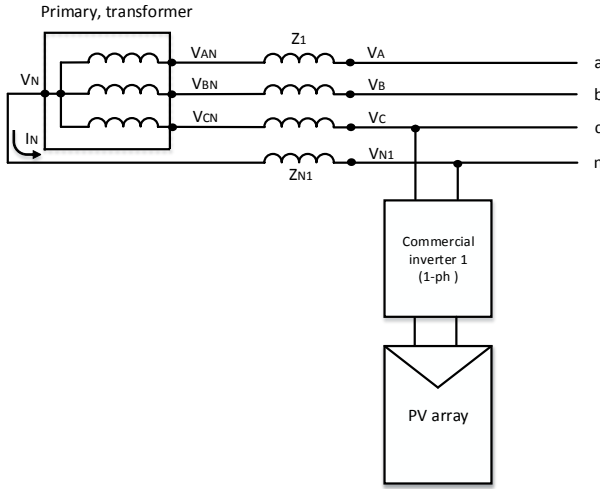 Primary, transformer
Z1
VAN
VA
a
VN
VBN
VB
b
VCN
VC
IN
VN1
n
ZN1
Commercial
inverter 1
(1-ph )
PV array